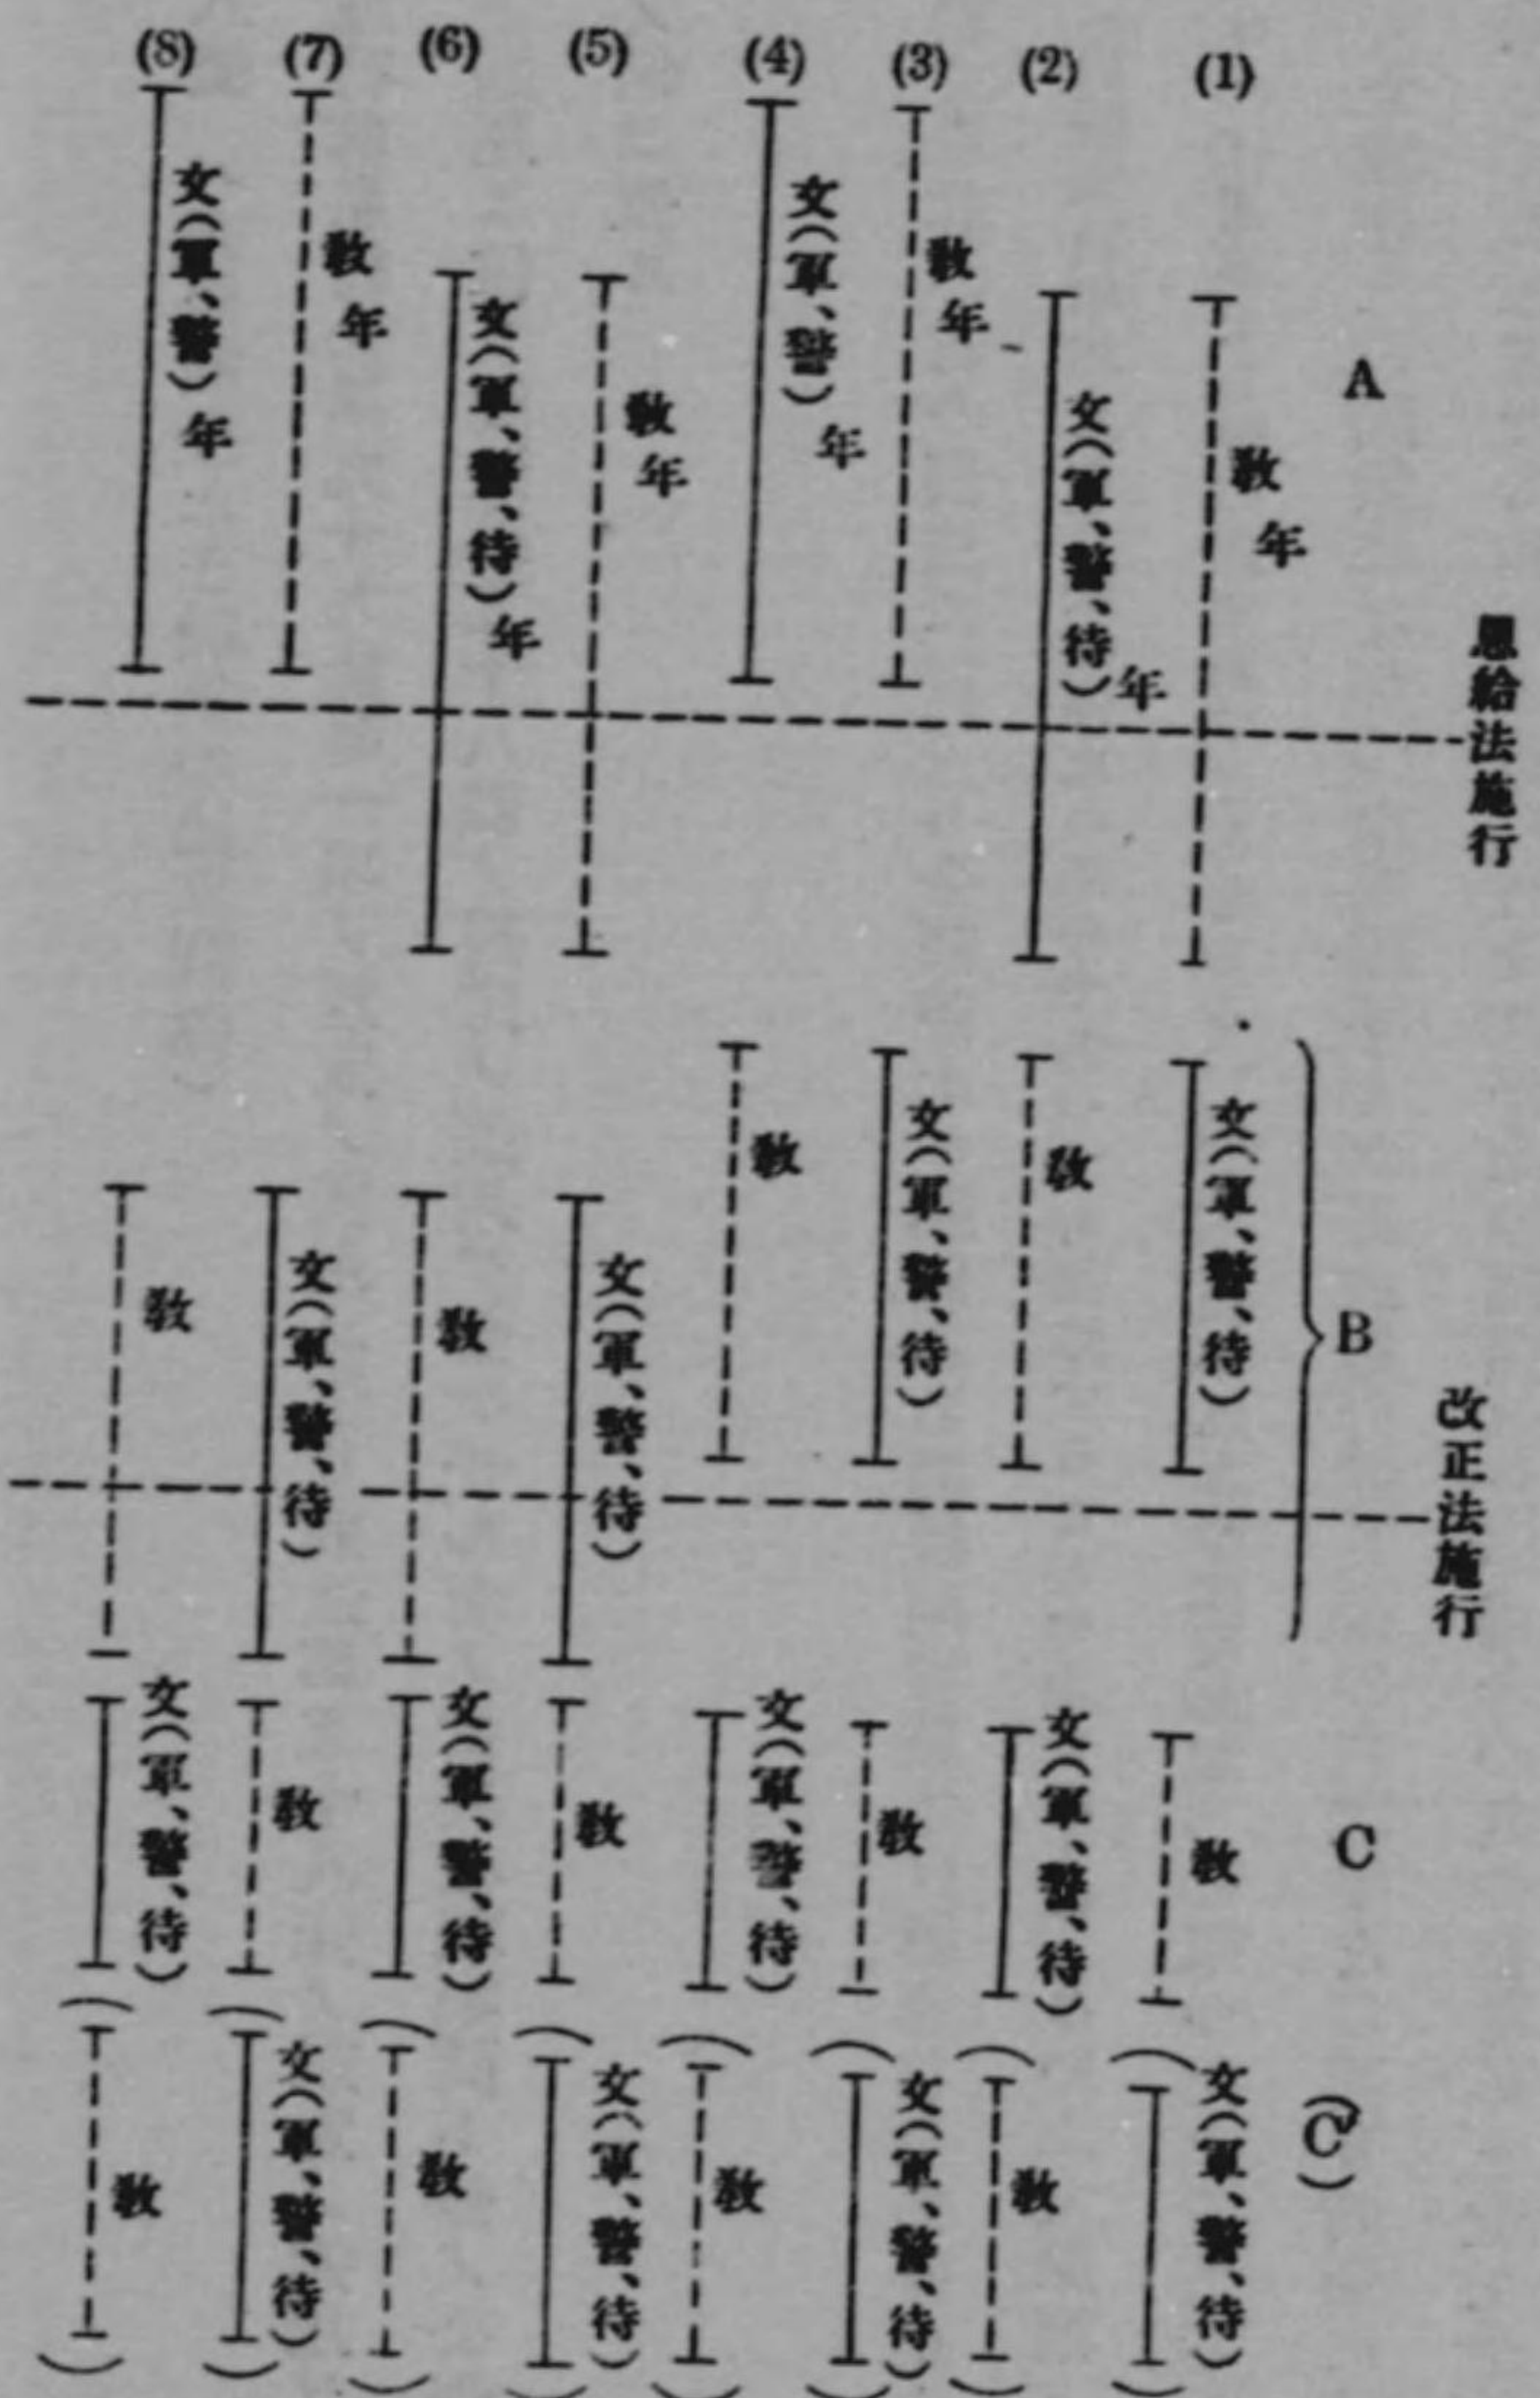 恩給法施行
改正法施行
A
B
C
(C')
(1)
教年
文(軍、警、待)
教
文(軍、警、待)
(2)
文(軍、警、待)年
教
文(軍、警、待)
教
(3)
教年
文(軍、警、待)
教
文(軍、警、待)
(4)
文(軍、警)年
教
文(軍、警、待)
教
(5)
教年
文(軍、警、待)
教
文(軍、警、待)
(6)
文(軍、警、待)年
教
文(軍、警、待)
教
(7)
教年
文(軍、警、待)
教
文(軍、警、待)
(8)
文(軍、警)年
教
文(軍、警、待)
教